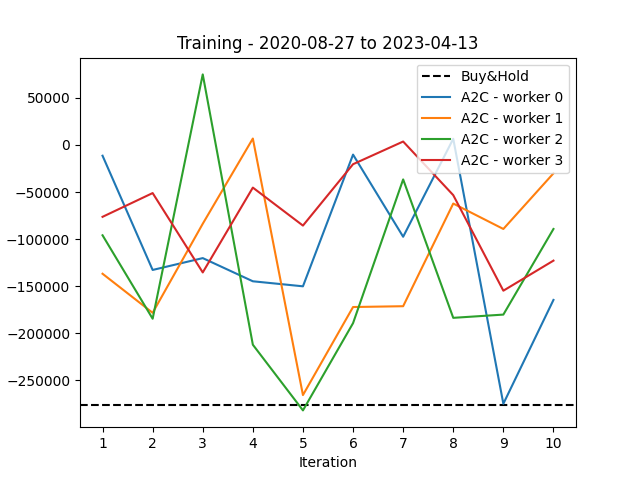 Training - 2020-08-27 to 2023-04-13
Buy&Hold
A2C - worker 0
A2C - worker 1
A2C - worker 2
A2C - worker 3
50000
0
−50000
−100000
−150000
−200000
−250000
1 2 3 4 5 6 7 8 9 10
Iteration